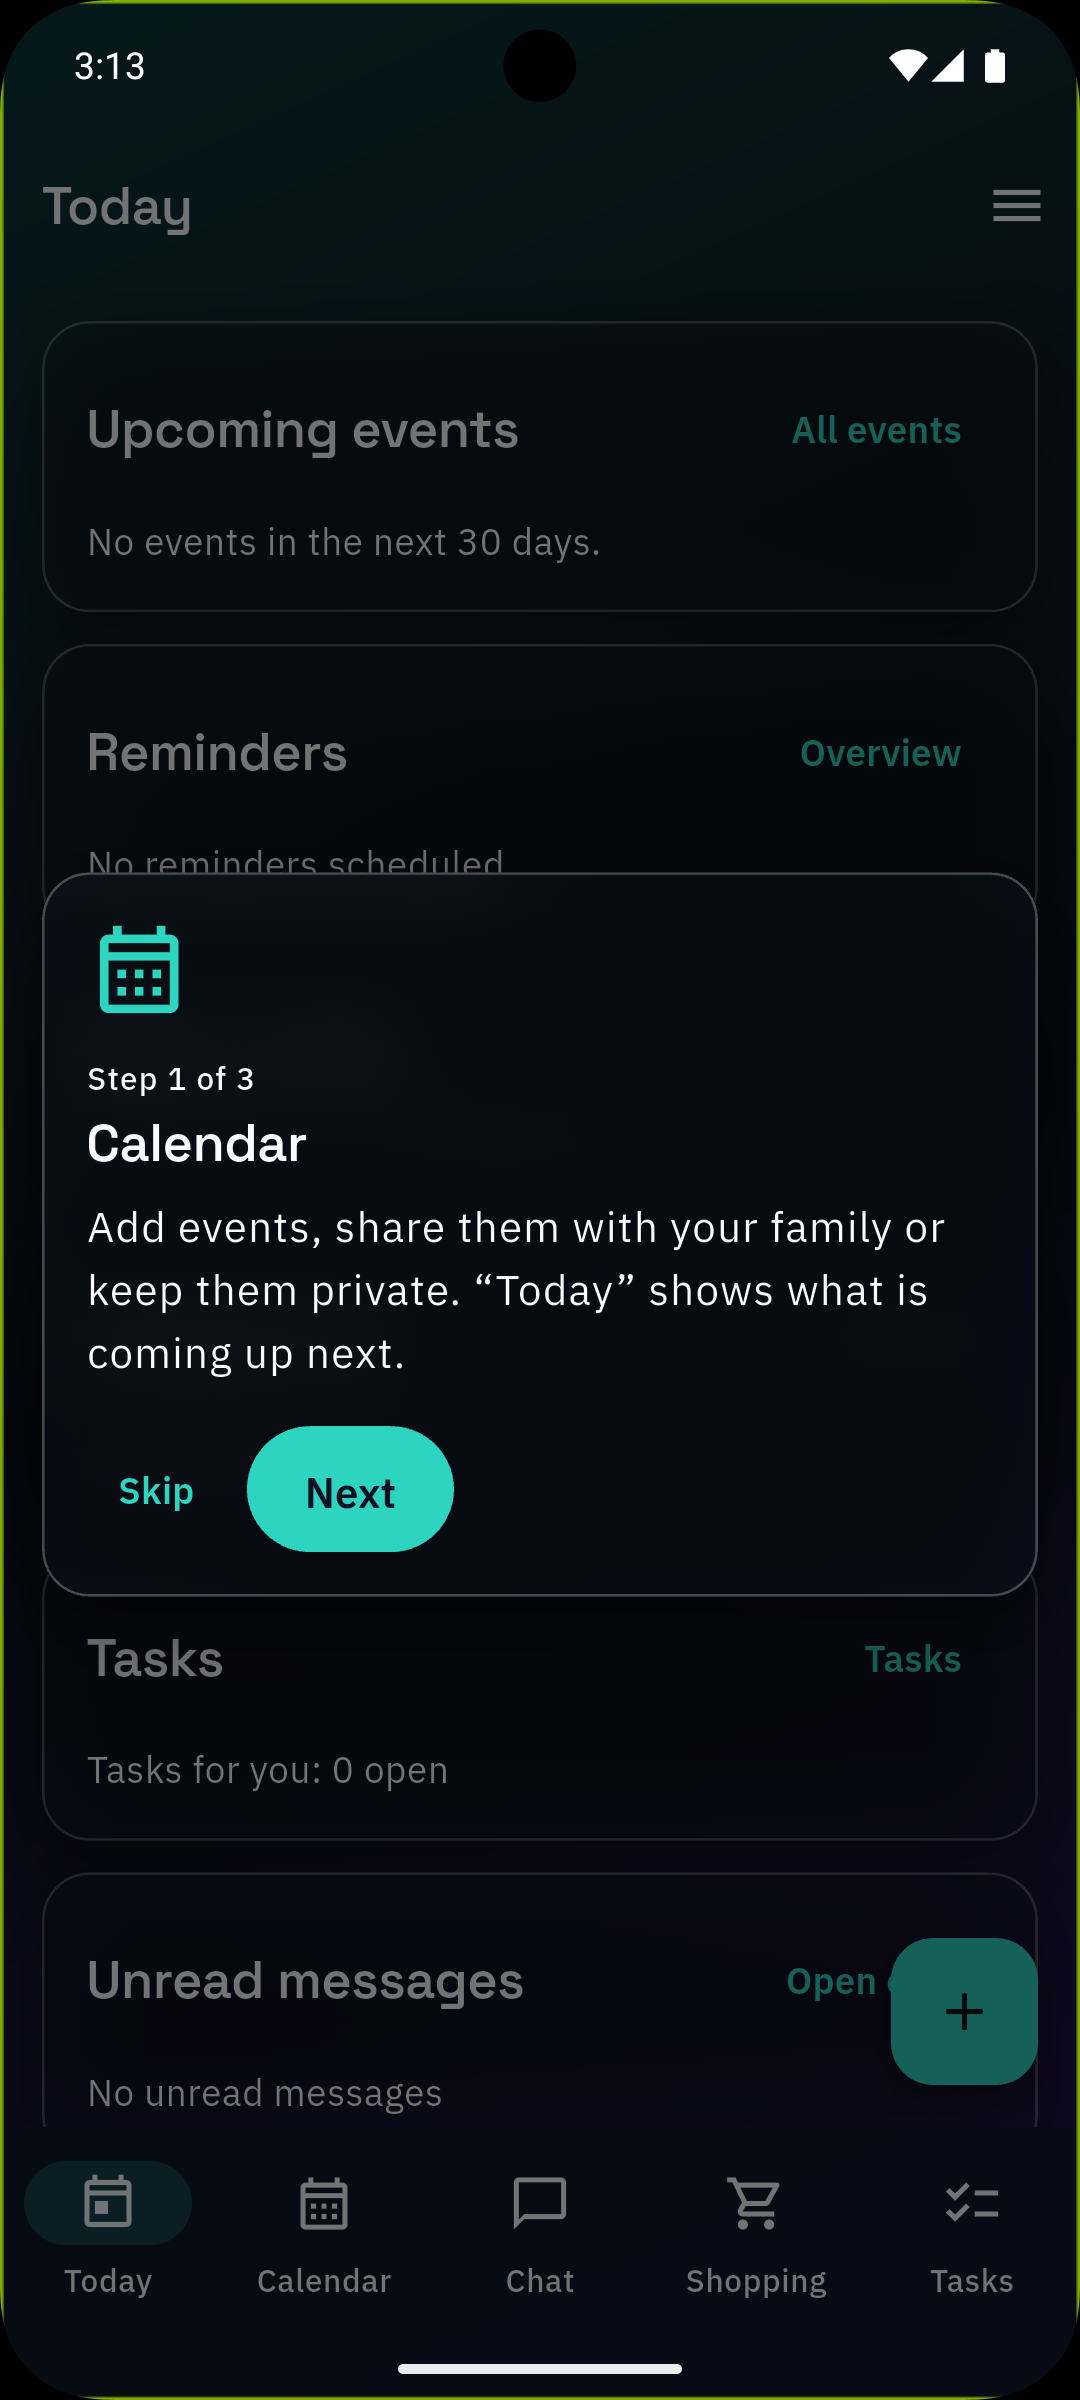 3:13
Today
Upcoming events
All events
No events in the next 30 days.
Reminders
Overview
No reminders scheduled
Step 1 of 3
Calendar
Add events, share them with your family or
keep them private. “Today” shows what is
coming up next.
Skip
Next
Tasks
Tasks
Tasks for you: 0 open
Unread messages
Open
No unread messages
Today
Calendar
Chat
Shopping
Tasks